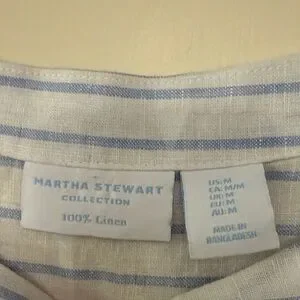 MARTHA STEWART
COLLECTION
100% Linen
US:M
CA:M/M
UK:M
EU:M
AU:M
MADE IN
BANGLADESH